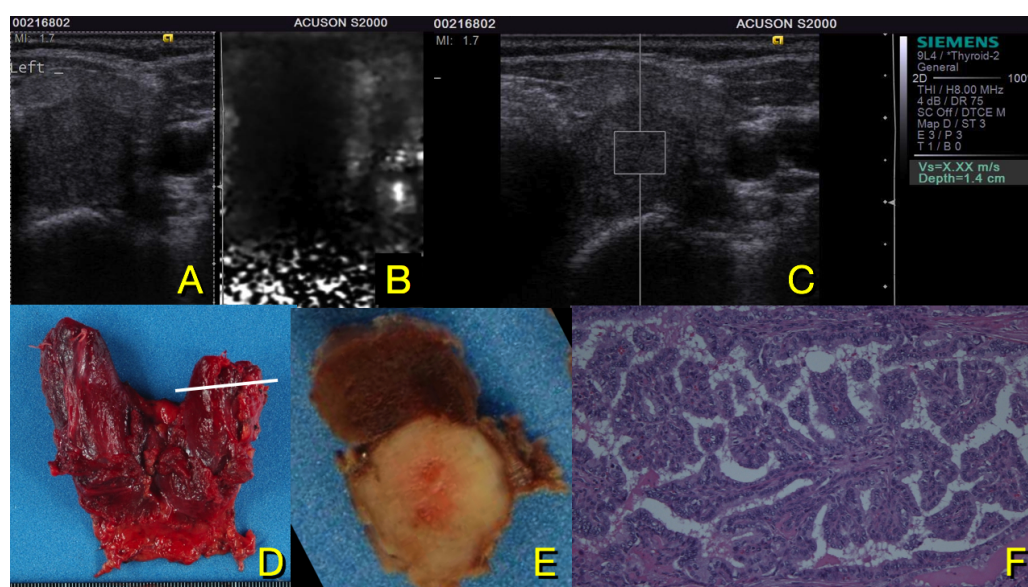 00216802
ACUSON S2000
00216802
ACUSON S2000
MI: 1.7
Left
MI: 1.7
SIEMENS
9L4 / *Thyroid-2
General
2D 100%
THI / H8.00 MHz
4 dB / DR 75
SC Off / DTCE M
Map D / ST 3
E 3 / P 3
T 1 / B 0
Vs=X.XX m/s
Depth=1.4 cm
A
B
C
D
E
F